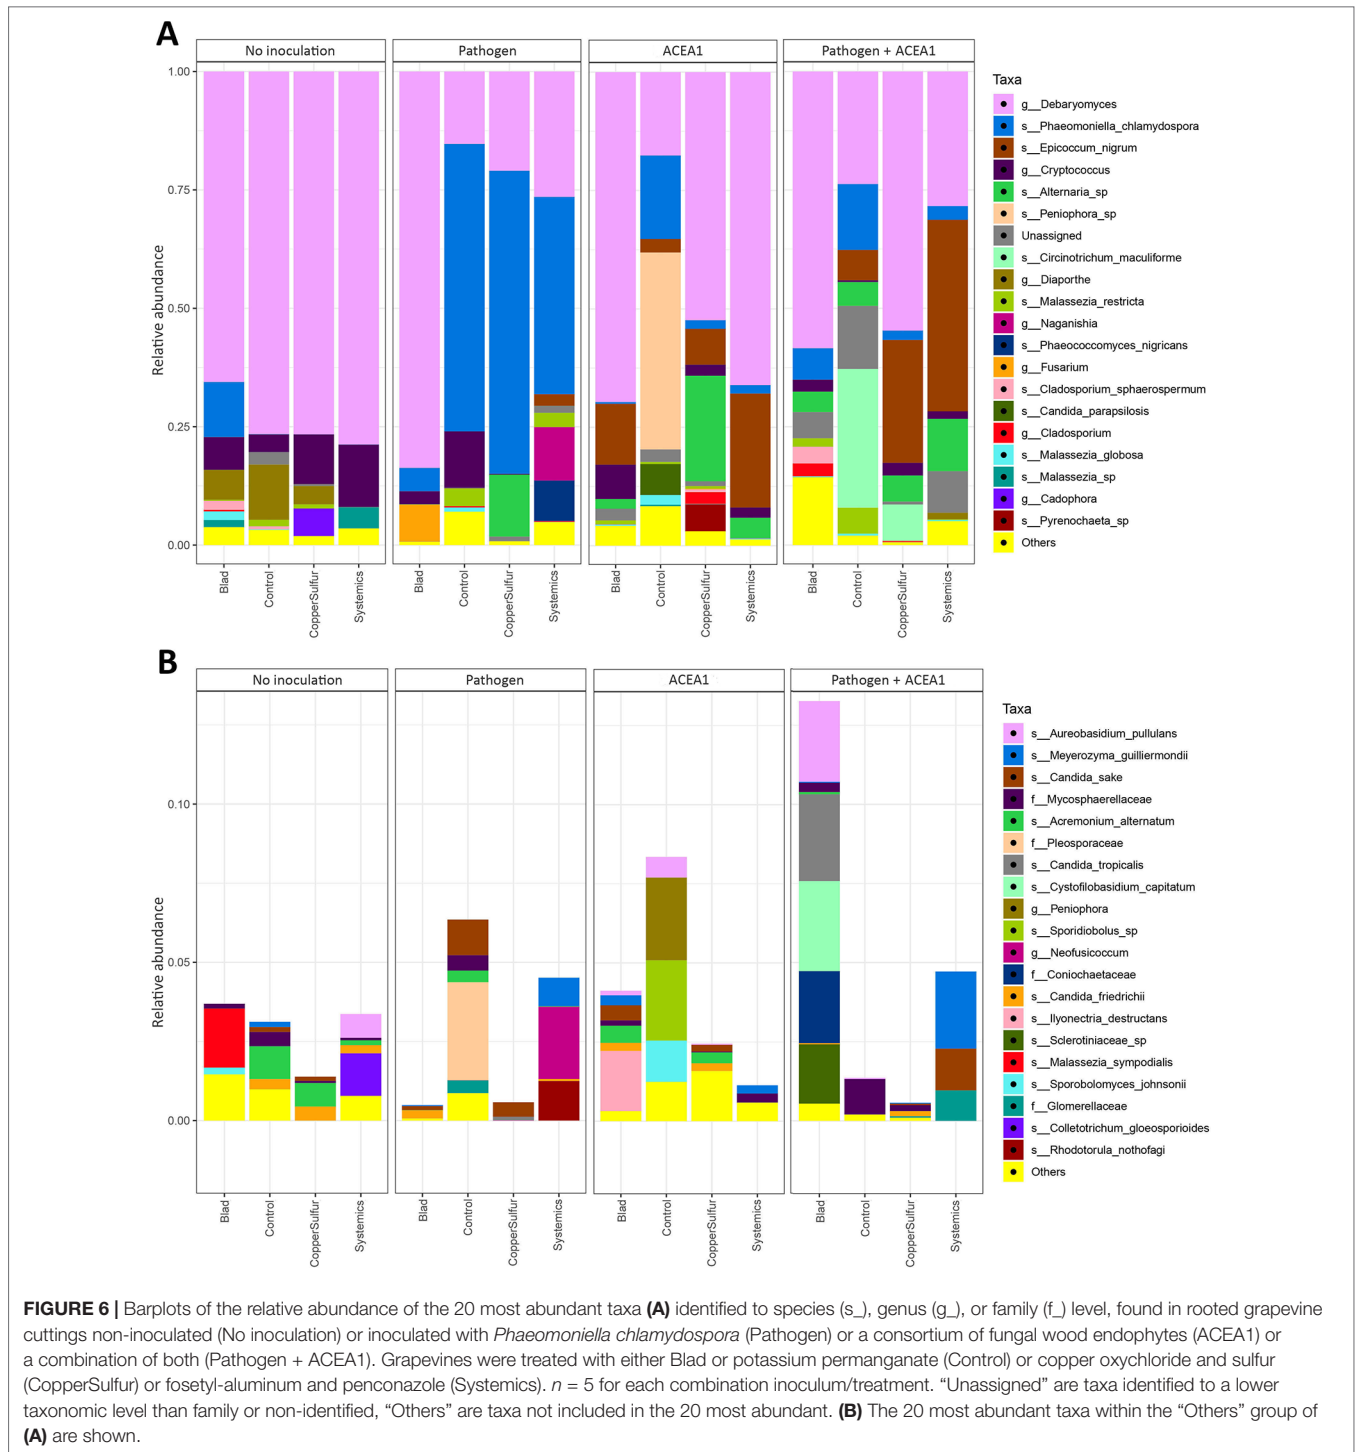 A
No inoculation
Pathogen
ACEA1
Pathogen + ACEA1
1.00
0.75
0.50
0.25
0.00
Relative abundance
Blad
Control
CopperSulfur
Systemics
Blad
Control
CopperSulfur
Systemics
Blad
Control
CopperSulfur
Systemics
Blad
Control
CopperSulfur
Systemics
Taxa
g__Debaryomyces
s__Phaeomoniella_chlamydospora
s__Epicoccum_nigrum
g__Cryptococcus
s__Alternaria_sp
s__Peniophora_sp
Unassigned
s__Circinotrichum_maculiforme
g__Diaporthe
s__Malassezia_restricta
g__Naganishia
s__Phaeococcomyces_nigricans
g__Fusarium
s__Cladosporium_sphaerospermum
s__Candida_parapsilosis
g__Cladosporium
s__Malassezia_globosa
s__Malassezia_sp
g__Cadophora
s__Pyrenochaeta_sp
Others
B
No inoculation
Pathogen
ACEA1
Pathogen + ACEA1
0.10
0.05
0.00
Relative abundance
Blad
Control
CopperSulfur
Systemics
Blad
Control
CopperSulfur
Systemics
Blad
Control
CopperSulfur
Systemics
Blad
Control
CopperSulfur
Systemics
Taxa
s__Aureobasidium_pullulans
s__Meyerozyma_guilliermondii
s__Candida_sake
f__Mycosphaerellaceae
s__Acremonium_alternatum
f__Pleosporaceae
s__Candida_tropicalis
s__Cystofilobasidium_capitatum
g__Peniophora
s__Sporidiobolus_sp
g__Neofusicoccum
f__Coniochaetaceae
s__Candida_friedrichii
s__Ilyonectria_destructans
s__Sclerotiniaceae_sp
s__Malassezia_sympodialis
s__Sporobolomyces_johnsonii
f__Glomerellaceae
s__Colletotrichum_gloeosporioides
s__Rhodotorula_nothofagi
Others
FIGURE 6 | Barplots of the relative abundance of the 20 most abundant taxa (A) identified to species (s_), genus (g_), or family (f_) level, found in rooted grapevine
cuttings non-inoculated (No inoculation) or inoculated with Phaeomoniella chlamydospora (Pathogen) or a consortium of fungal wood endophytes (ACEA1) or
a combination of both (Pathogen + ACEA1). Grapevines were treated with either Blad or potassium permanganate (Control) or copper oxychloride and sulfur
(CopperSulfur) or fosetyl-aluminum and penconazole (Systemics). n = 5 for each combination inoculum/treatment. “Unassigned” are taxa identified to a lower
taxonomic level than family or non-identified, “Others” are taxa not included in the 20 most abundant. (B) The 20 most abundant taxa within the “Others” group of
(A) are shown.